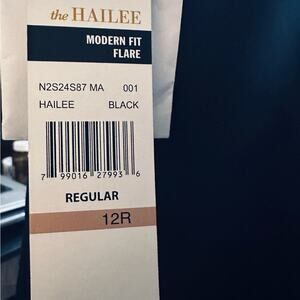 the HAILEE
MODERN FIT
FLARE
N2S24S87 MA 001
HAILEE BLACK
7 99016 27993 6
REGULAR
12R